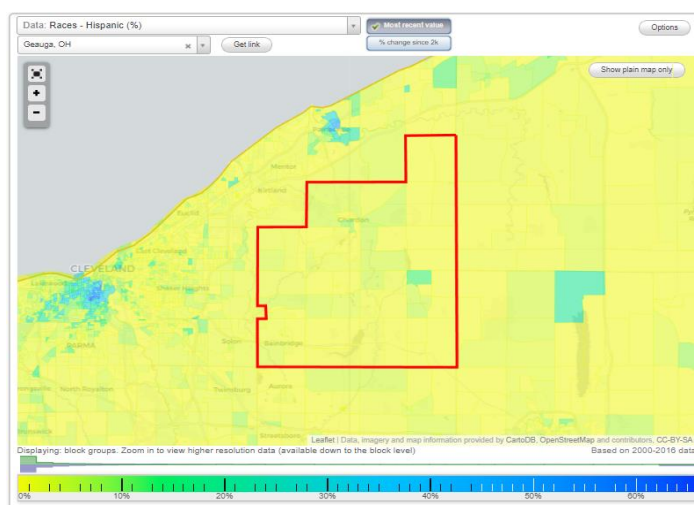 Data: Races - Hispanic (%)
Most recent value
Options
Geauga, OH
Get link
% change since 2k
Show plain map only
Mentor
Kirtland
Chardon
Euclid
East Cleveland
CLEVELAND
Lakewood
Shaker Heights
PARMA
Solon
Bainbridge
Twinsburg
Aurora
North Royalton
Streetsboro
Leaflet | Data, imagery and map information provided by CartoDB, OpenStreetMap and contributors, CC-BY-SA
Displaying: block groups. Zoom in to view higher resolution data (available down to the block level)
Based on 2000-2016 data
0% 10% 20% 30% 40% 50% 60%